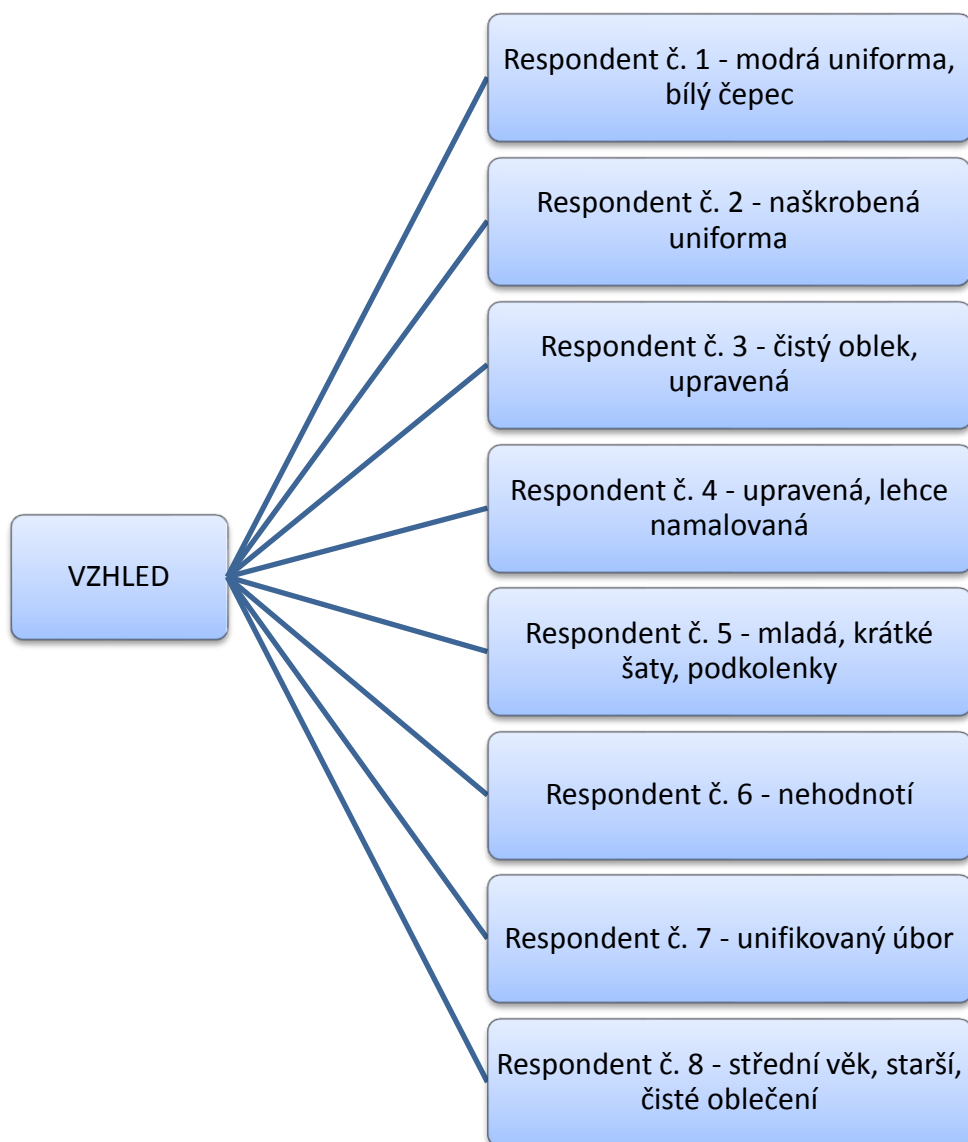 Respondent č. 1 - modrá uniforma,
bílý čepec
Respondent č. 2 - naškrobená
uniforma
Respondent č. 3 - čistý oblek,
upravená
Respondent č. 4 - upravená, lehce
namalovaná
VZHLED
Respondent č. 5 - mladá, krátké
šaty, podkolenky
Respondent č. 6 - nehodnotí
Respondent č. 7 - unifikovaný úbor
Respondent č. 8 - střední věk, starší,
čisté oblečení